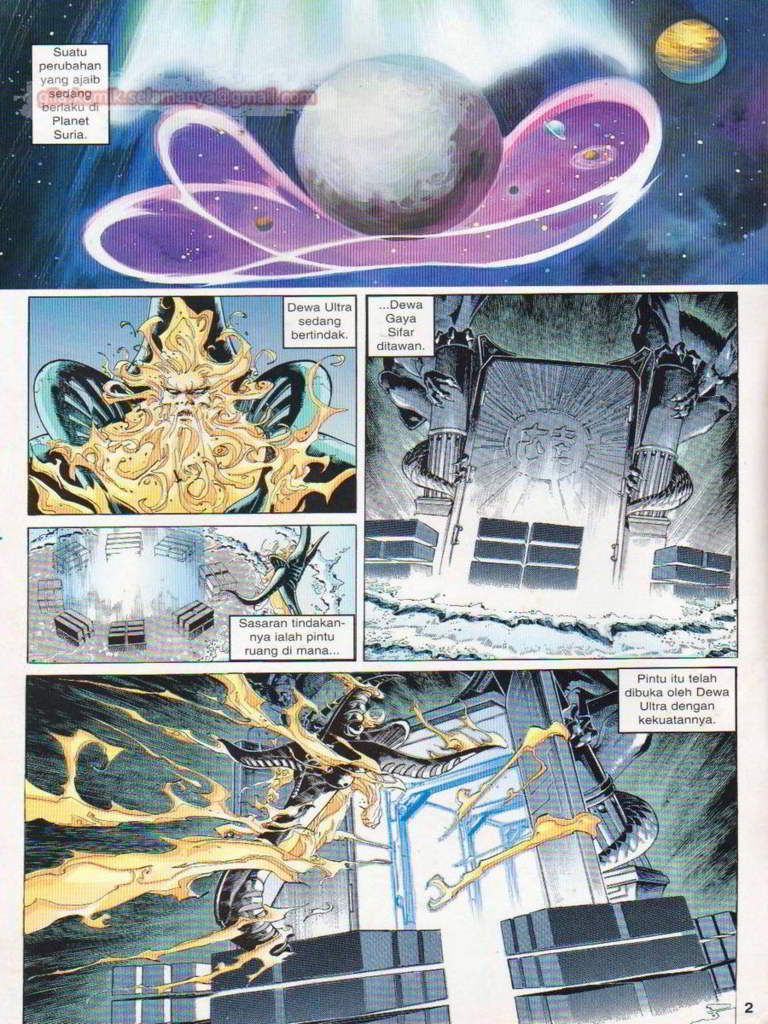 Suatu
perubahan
yang ajaib
sedang
berlaku di
Planet
Suria.
Dewa Ultra
sedang
bertindak.
...Dewa
Gaya
Sifar
ditawan.
Sasaran tindakan-
nya ialah pintu
ruang di mana...
Pintu itu telah
dibuka oleh Dewa
Ultra dengan
kekuatannya.
2